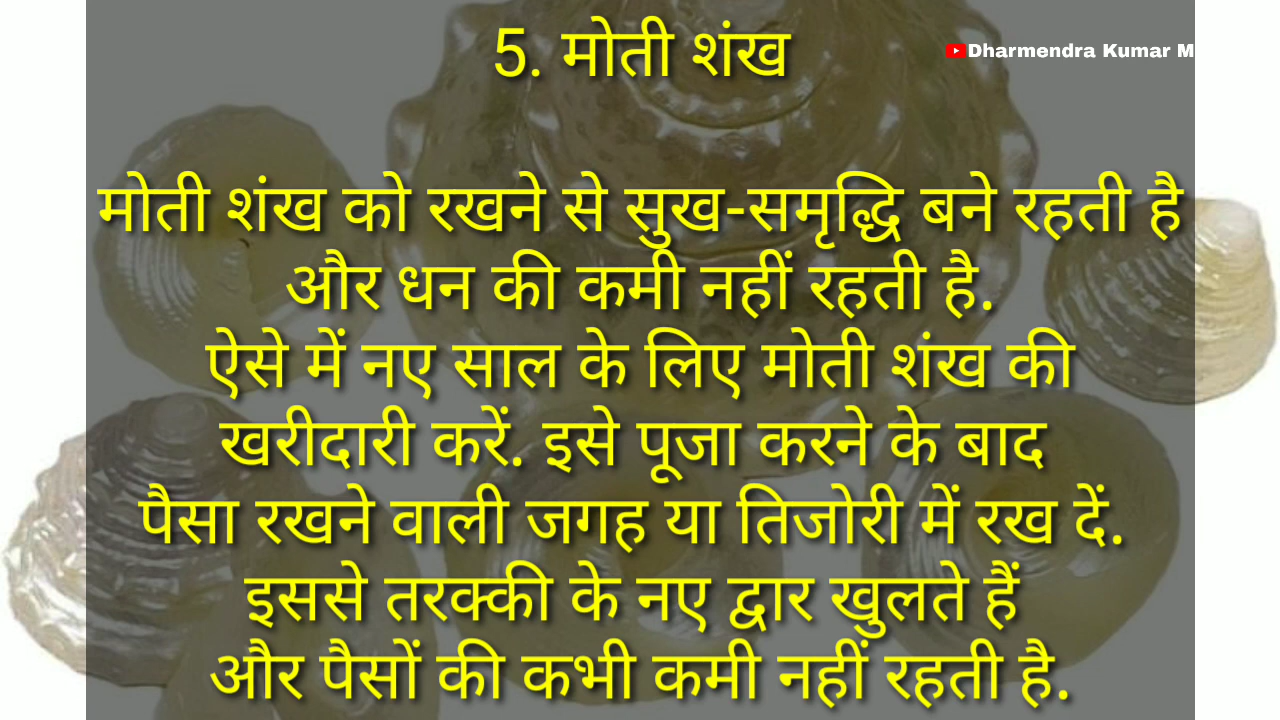 5. मोती शंख
Dharmendra Kumar M
मोती शंख को रखने से सुख-समृद्धि बने रहती है
और धन की कमी नहीं रहती है.
ऐसे में नए साल के लिए मोती शंख की
खरीदारी करें. इसे पूजा करने के बाद
पैसा रखने वाली जगह या तिजोरी में रख दें.
इससे तरक्की के नए द्वार खुलते हैं
और पैसों की कभी कमी नहीं रहती है.